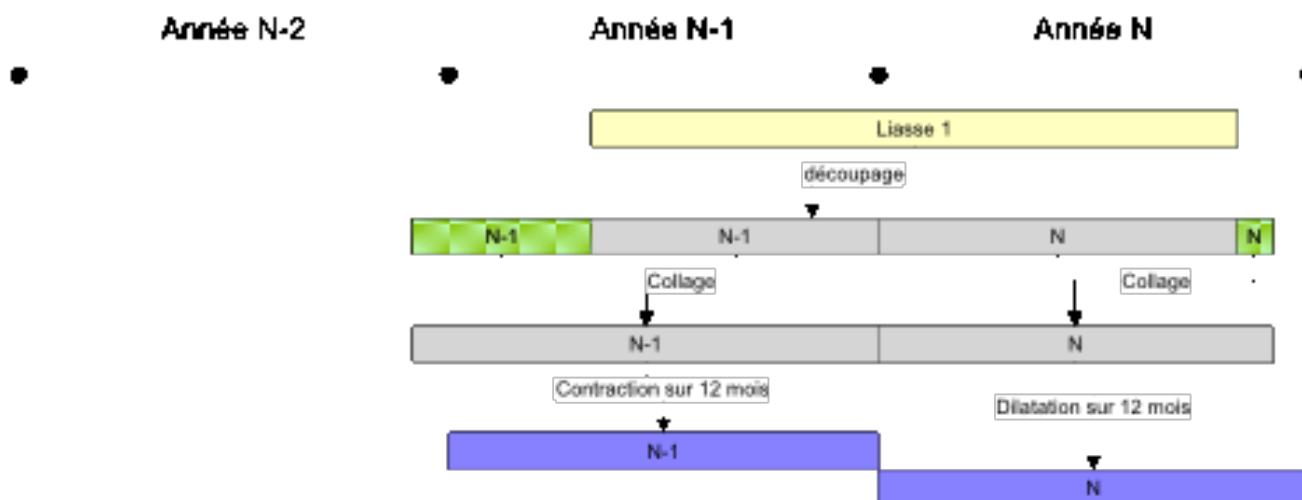 Année N-2
Année N-1
Année N
Liasse 1
découpage
N-1
N-1
N
N
Collage
Collage
N-1
N
Contraction sur 12 mois
Dilatation sur 12 mois
N-1
N